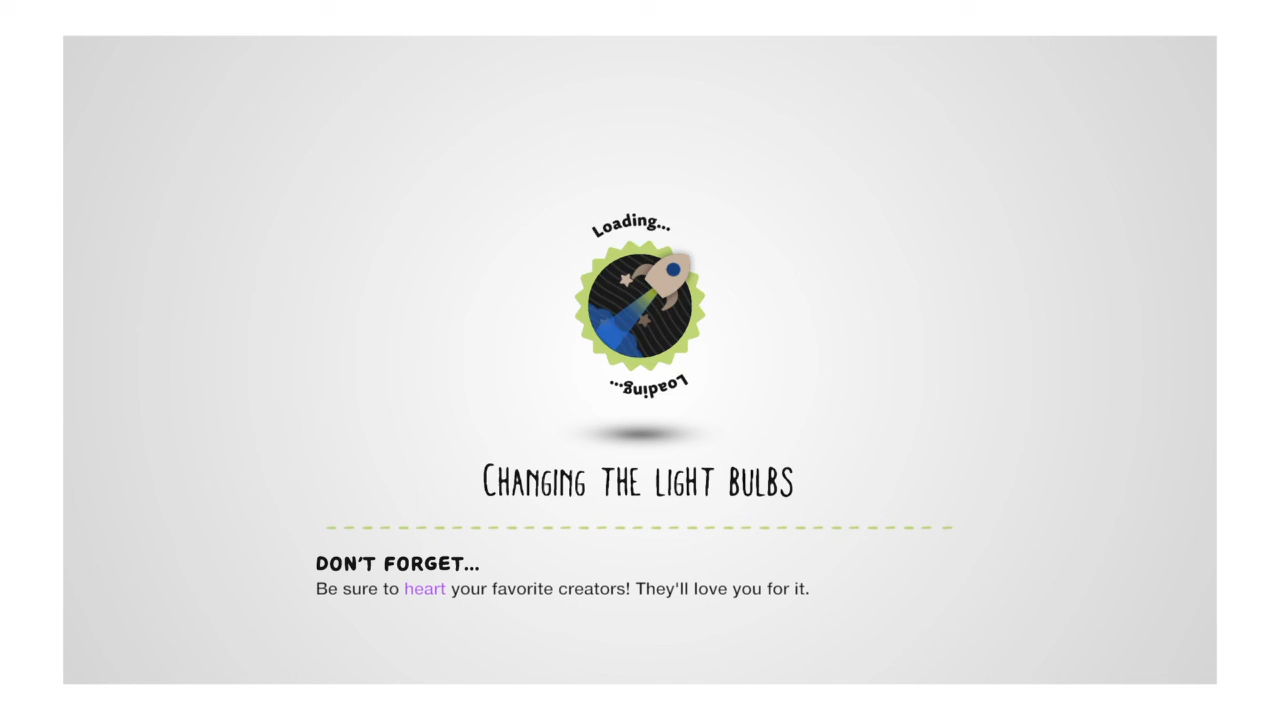 Loading...
Loading...
CHANGING THE LIGHT BULBS
DON'T FORGET...
Be sure to heart your favorite creators! They'll love you for it.